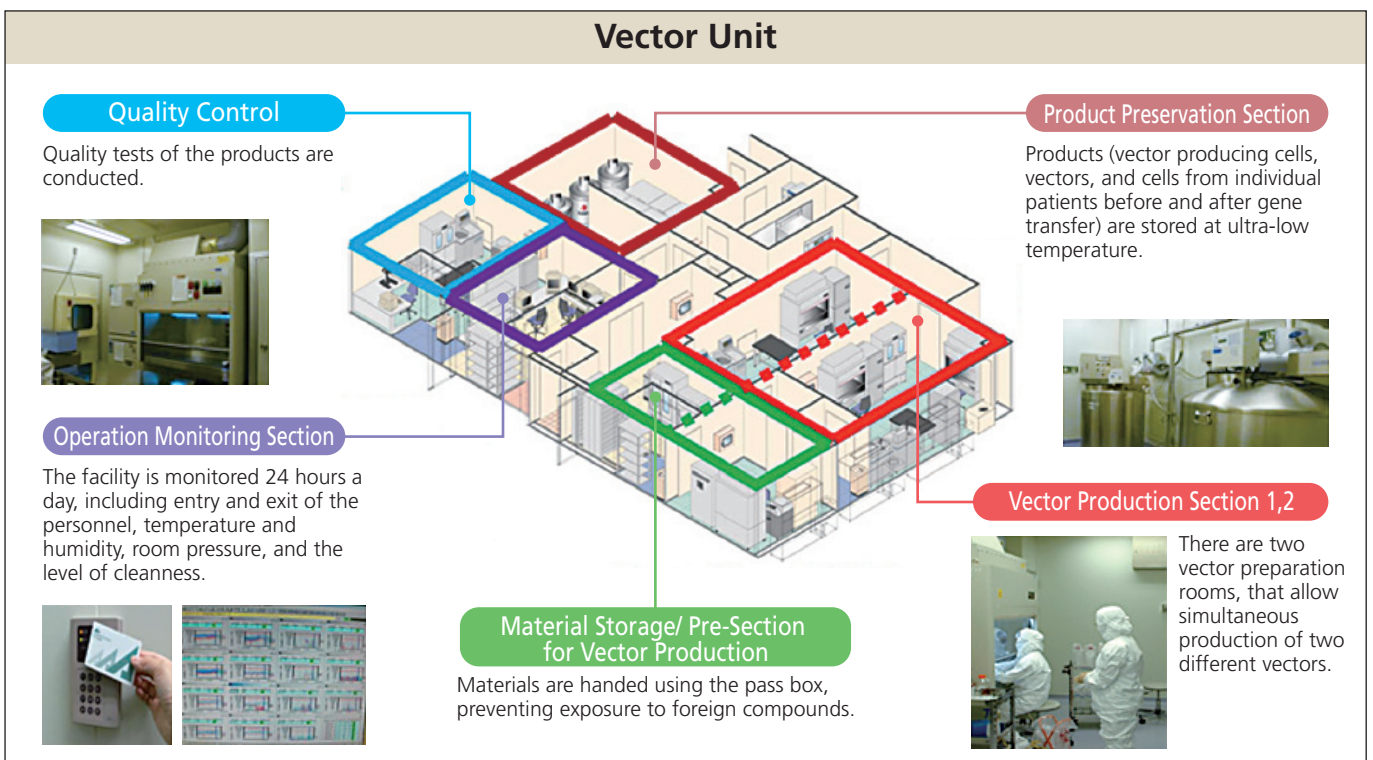 Vector Unit
Quality Control
Quality tests of the products are
conducted.
Operation Monitoring Section
The facility is monitored 24 hours a
day, including entry and exit of the
personnel, temperature and
humidity, room pressure, and the
level of cleanness.
Material Storage/ Pre-Section
for Vector Production
Materials are handed using the pass box,
preventing exposure to foreign compounds.
Product Preservation Section
Products (vector producing cells,
vectors, and cells from individual
patients before and after gene
transfer) are stored at ultra-low
temperature.
Vector Production Section 1,2
There are two
vector preparation
rooms, that allow
simultaneous
production of two
different vectors.